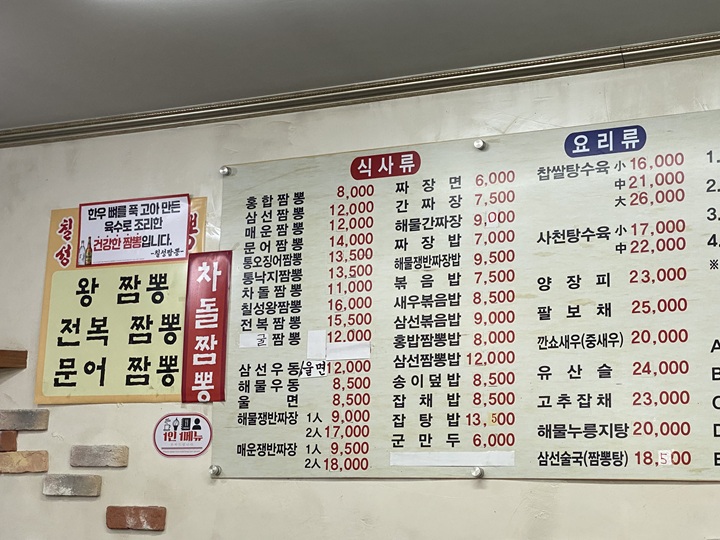 칠성
뽕
한우 뼈를 푹 고아 만든
육수로 조리한
건강한 짬뽕입니다.
-칠성짬뽕-
왕 짬뽕
전복 짬뽕
문어 짬뽕
차돌짬뽕
1인 1메뉴
식사류
홍합짬뽕 8,000
삼선짬뽕 12,000
매운짬뽕 12,000
문어짬뽕 14,000
통오징어짬뽕 13,500
통낙지짬뽕 13,500
차돌짬뽕 11,000
칠성왕짬뽕 16,000
전복짬뽕 15,500
굴짬뽕 12,000
삼선우동/울면 12,000
해물우동 8,500
울면 8,500
해물쟁반짜장 1人 9,000
2人 17,000
매운쟁반짜장 1人 9,500
2人 18,000
짜장면 6,000
간짜장 7,500
해물간짜장 9,000
짜장밥 7,000
해물쟁반짜장밥 9,500
볶음밥 7,500
새우볶음밥 8,500
삼선볶음밥 9,000
홍합짬뽕밥 8,000
삼선짬뽕밥 12,000
송이덮밥 8,500
잡채밥 8,500
잡탕밥 13,500
군만두 6,000
요리류
찹쌀탕수육 小 16,000
中 21,000
大 26,000
사천탕수육 小 17,000
中 22,000
양장피 23,000
팔보채 25,000
깐쇼새우(중새우) 20,000
유산슬 24,000
고추잡채 23,000
해물누룽지탕 20,000
삼선술국(짬뽕탕) 18,500
1.
2.
3.
4.
※